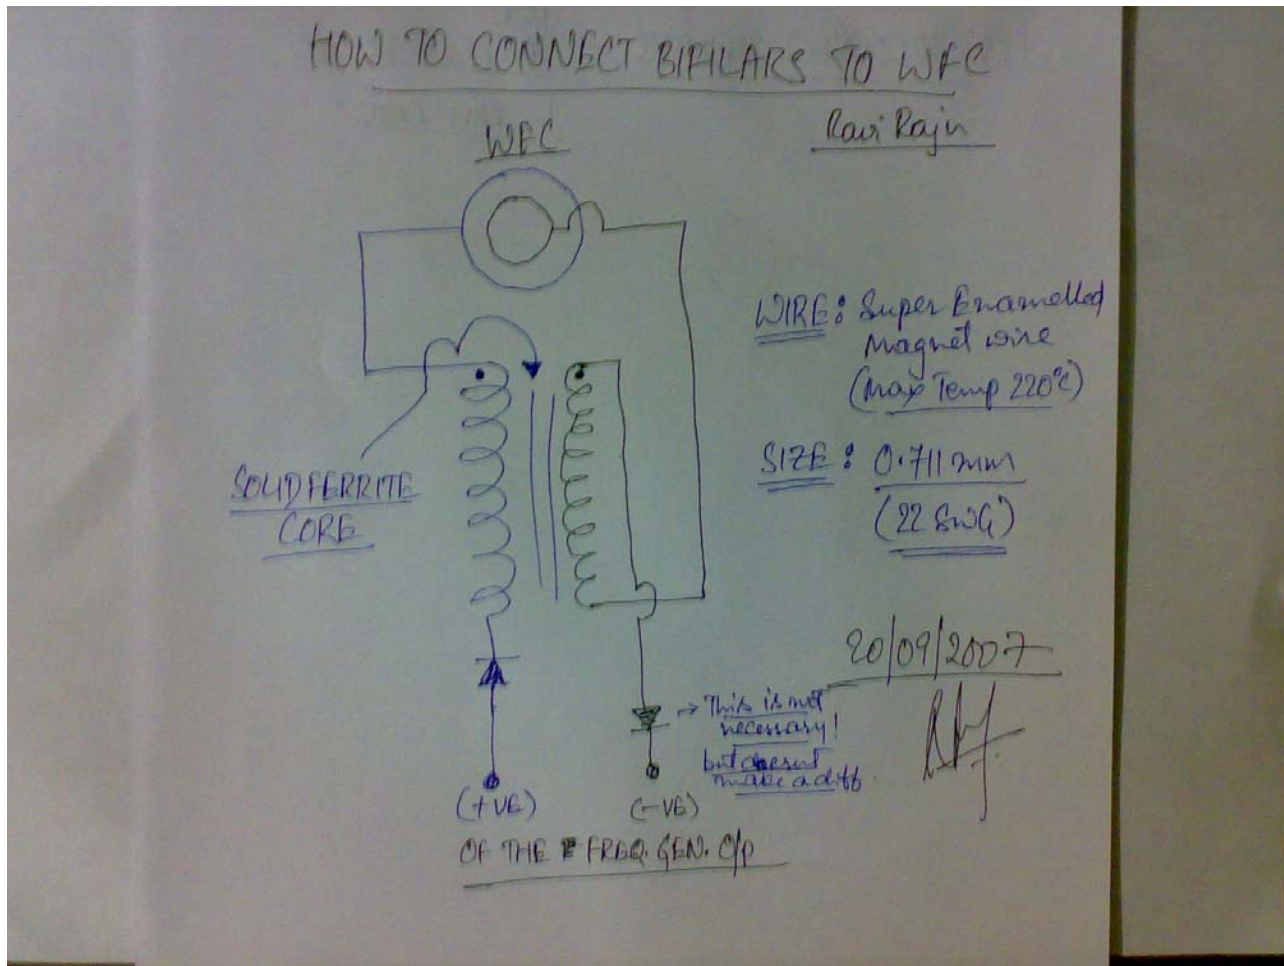 HOW TO CONNECT BIFILARS TO WFC
Ravi Raju
WFC
WIRE: Super Enamelled
Magnet wire
(Max Temp 220°C)
SOLID FERRITE
CORE
SIZE: 0.711 mm
(22 SWG)
20/09/2007
→ This is not
necessary!
but doesnt
make a diff.
(+VE) (-VE)
OF THE FREQ. GEN. O/P